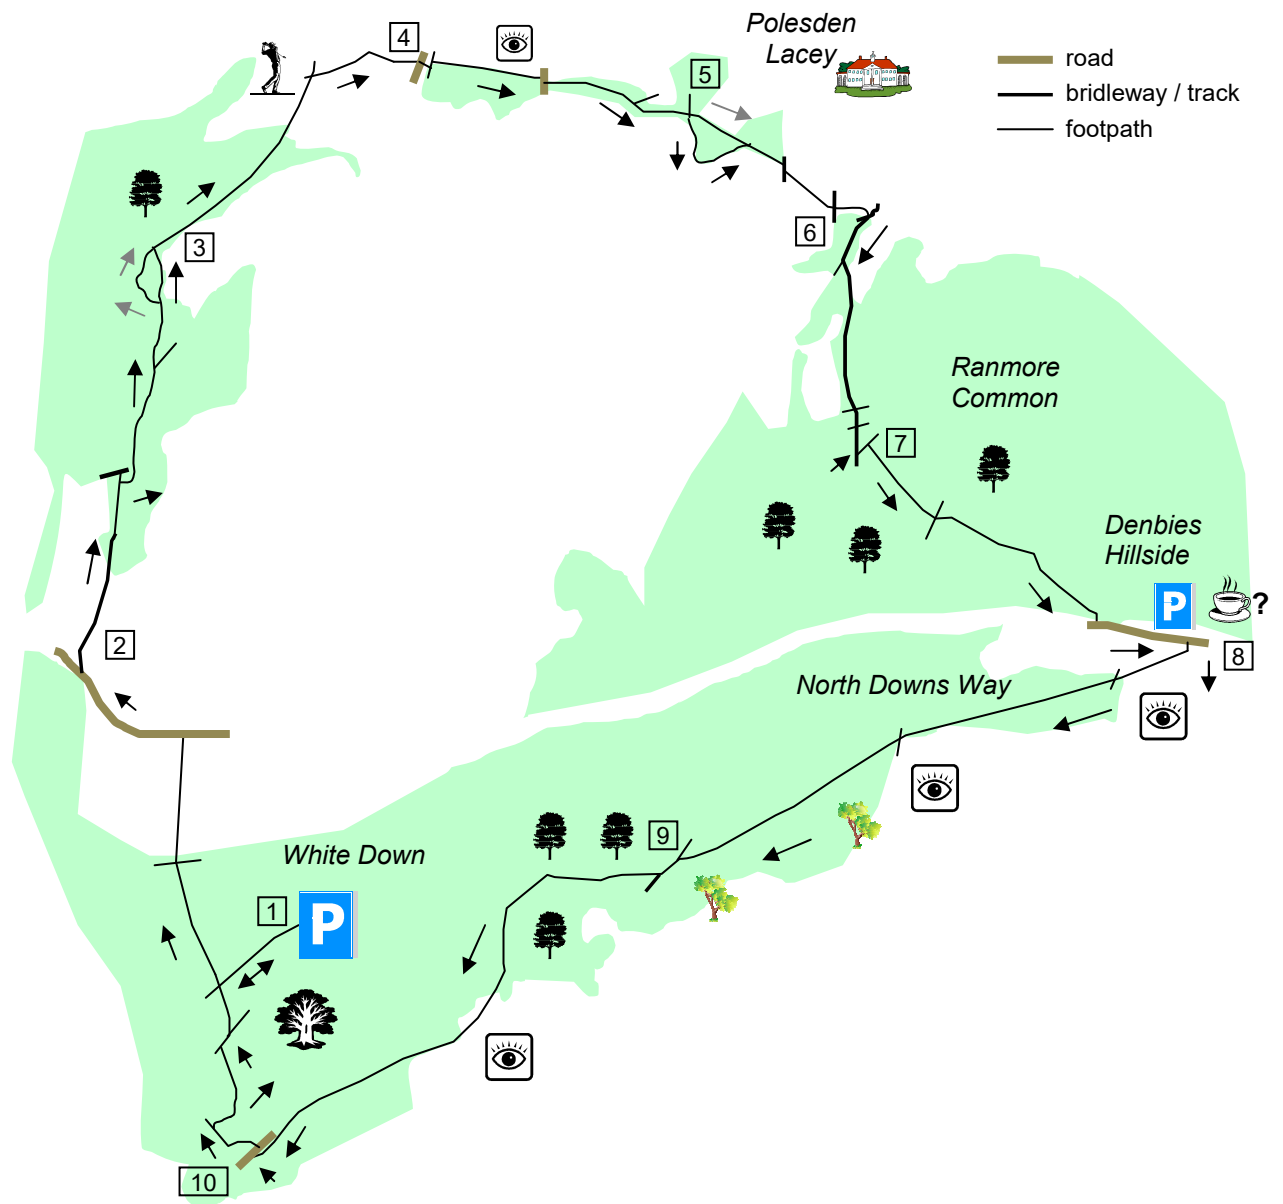 Polesden
Lacey
road
bridleway / track
footpath
4
5
3
6
Ranmore
Common
7
Denbies
Hillside
P
?
2
8
North Downs Way
9
White Down
1
P
10